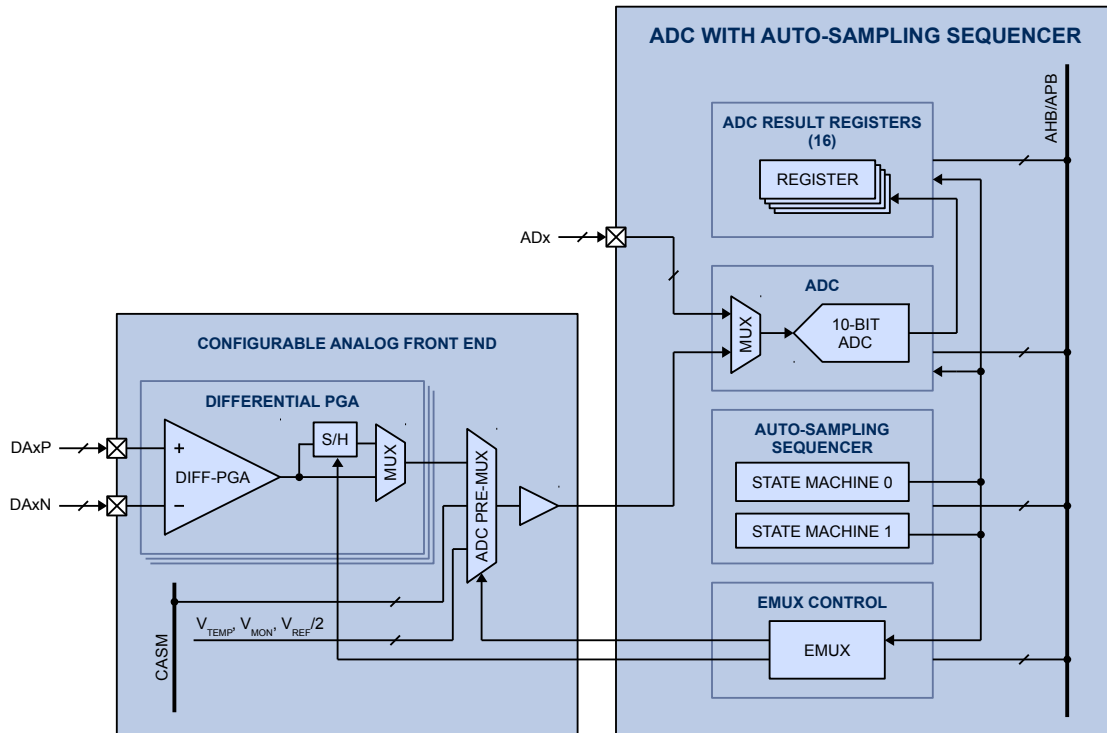 ADC WITH AUTO-SAMPLING SEQUENCER
AHB/APB
ADC RESULT REGISTERS
(16)
REGISTER
ADx
ADC
MUX
10-BIT
ADC
CONFIGURABLE ANALOG FRONT END
DIFFERENTIAL PGA
DAxP
+
S/H
MUX
DIFF-PGA
DAxN
−
ADC PRE-MUX
AUTO-SAMPLING
SEQUENCER
STATE MACHINE 0
STATE MACHINE 1
CASM
VTEMP, VMON, VREF/2
EMUX CONTROL
EMUX